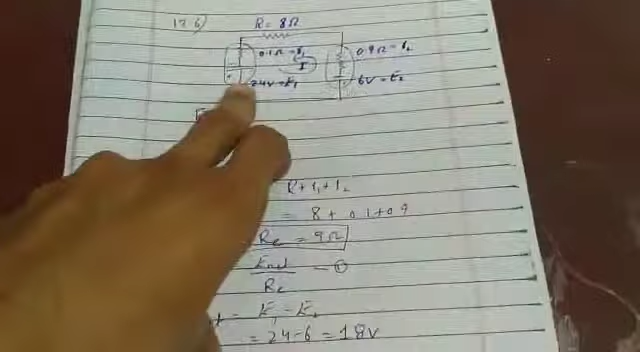 17.6)
R = 8Ω
0.1Ω = r₁
0.9Ω = r₂
I
24V = E₁
6V = E₂
R + r₁ + r₂
= 8 + 0.1 + 0.9
Rₑ = 9Ω
Enet / Rₑ — ①
= E₁ - E₂
= 24 - 6 = 18V